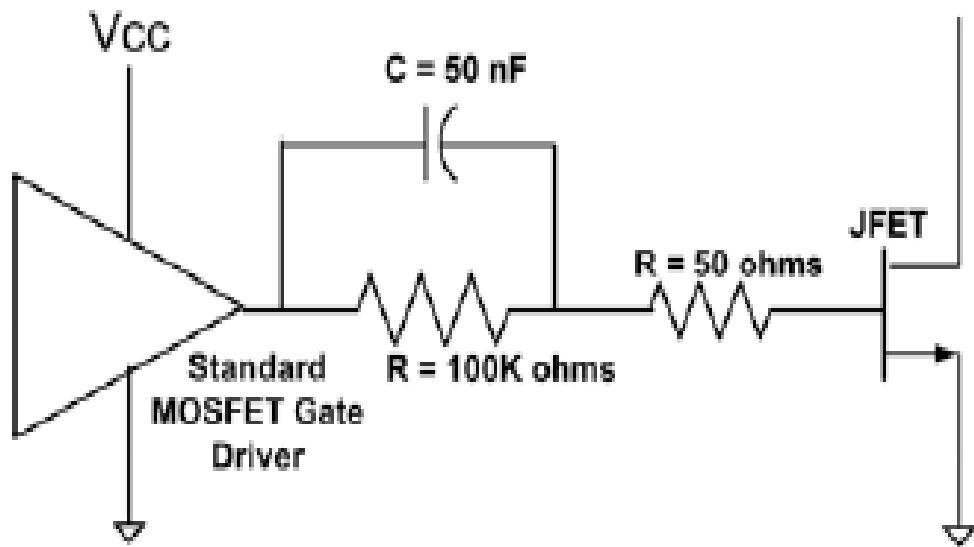 Vcc
C = 50 nF
JFET
R = 50 ohms
Standard
MOSFET Gate
Driver
R = 100K ohms